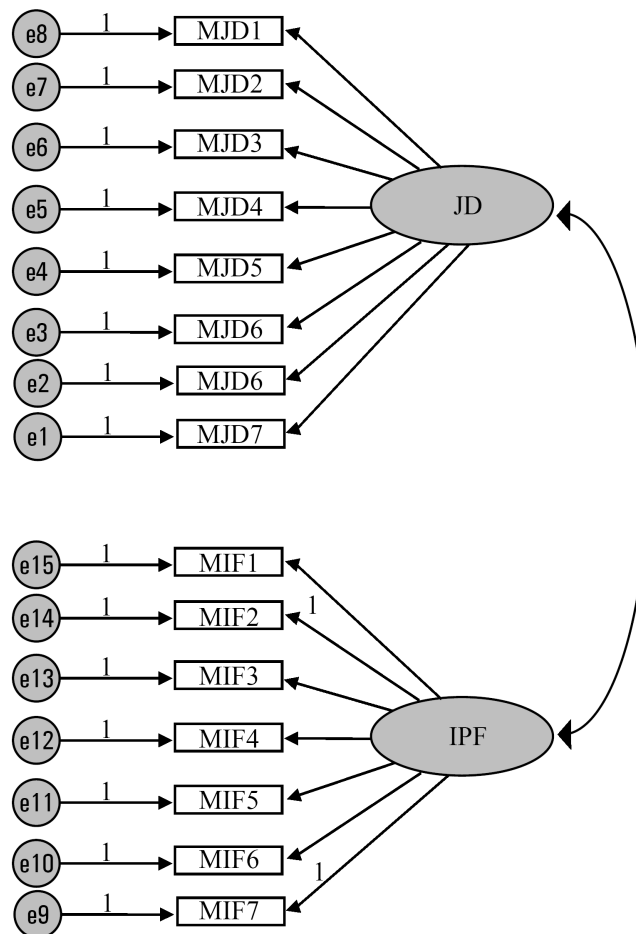 e8 1 MJD1
e7 1 MJD2
e6 1 MJD3
e5 1 MJD4 JD
e4 1 MJD5
e3 1 MJD6
e2 1 MJD6
e1 1 MJD7
e15 1 MIF1
e14 1 MIF2 1
e13 1 MIF3
e12 1 MIF4 IPF
e11 1 MIF5
e10 1 MIF6 1
e9 1 MIF7